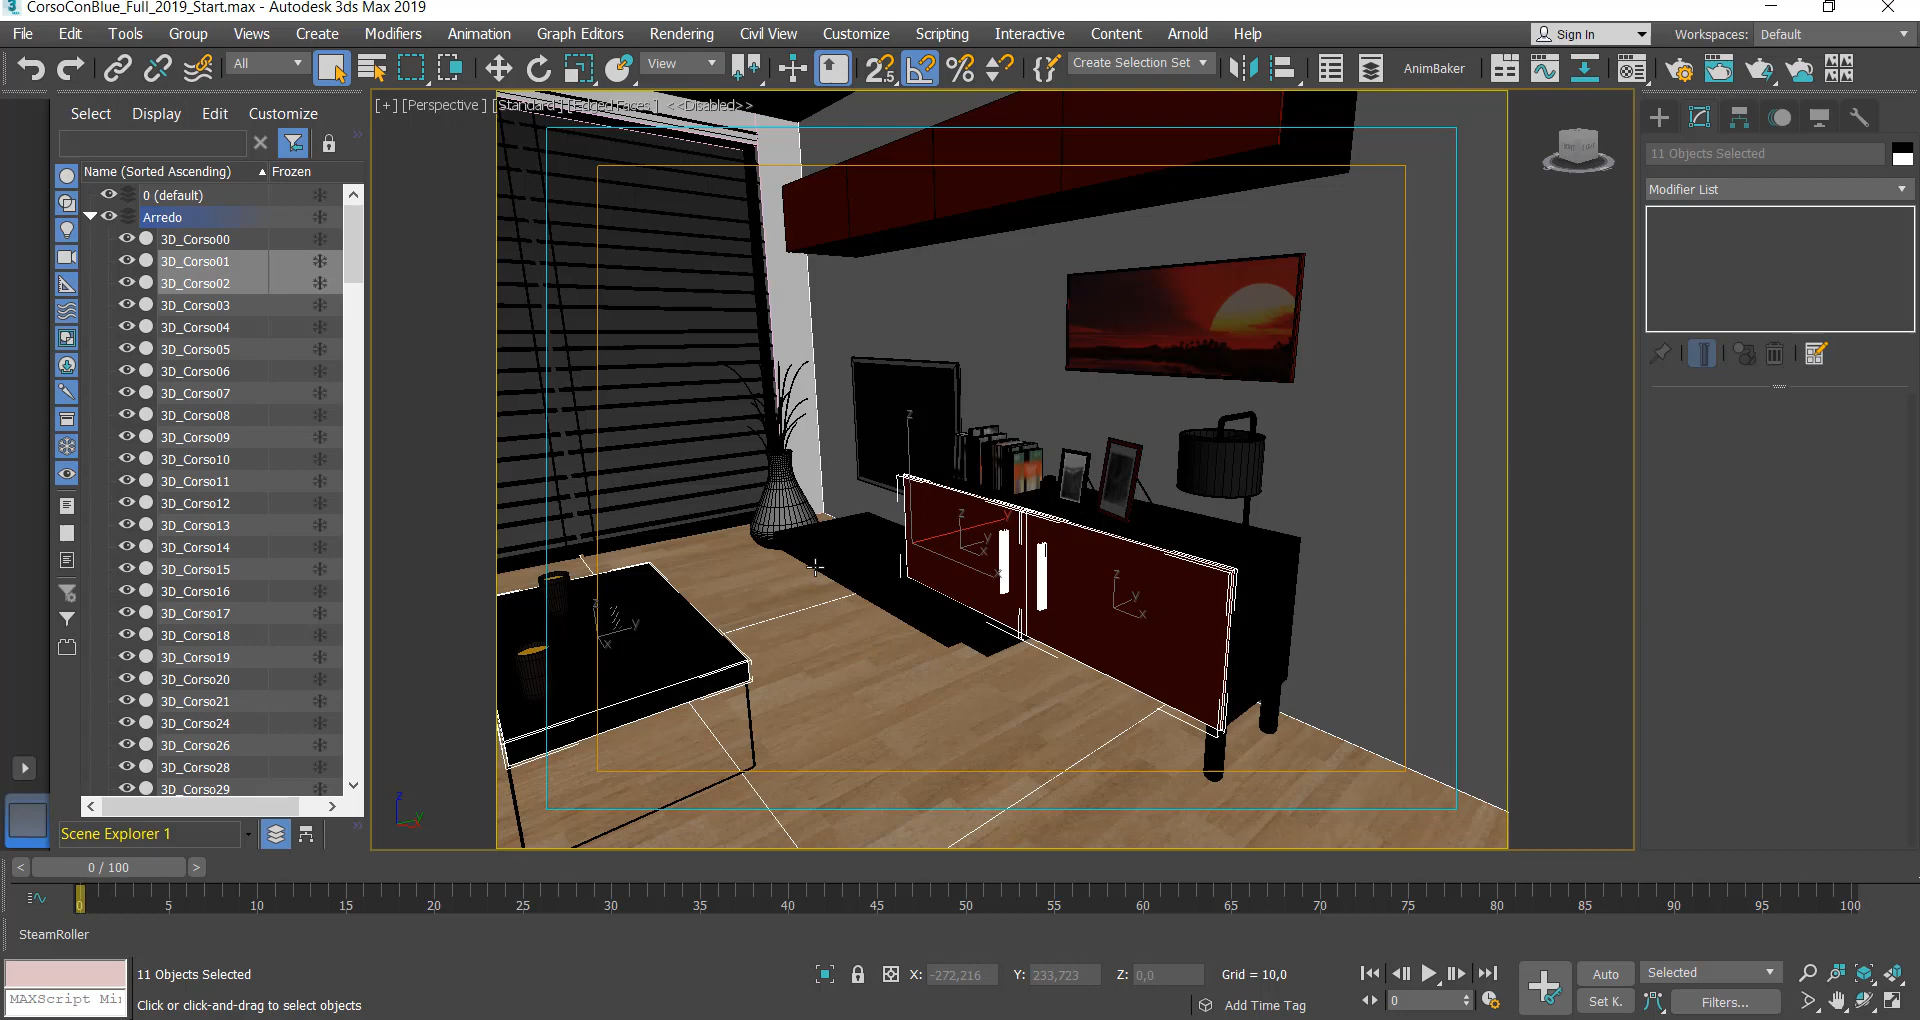 CorsoConBlue_Full_2019_Start.max - Autodesk 3ds Max 2019
File Edit Tools Group Views Create Modifiers Animation Graph Editors Rendering Civil View Customize Scripting Interactive Content Arnold Help
Sign In Workspaces: Default
All View 2.5 Create Selection Set AnimBaker
Select Display Edit Customize
[+] [Perspective ] [Standard ] [Edged Faces ] <<Disabled>>
Name (Sorted Ascending) Frozen
0 (default)
Arredo
3D_Corso00
3D_Corso01
3D_Corso02
3D_Corso03
3D_Corso04
3D_Corso05
3D_Corso06
3D_Corso07
3D_Corso08
3D_Corso09
3D_Corso10
3D_Corso11
3D_Corso12
3D_Corso13
3D_Corso14
3D_Corso15
3D_Corso16
3D_Corso17
3D_Corso18
3D_Corso19
3D_Corso20
3D_Corso21
3D_Corso24
3D_Corso26
3D_Corso28
3D_Corso29
Scene Explorer 1
11 Objects Selected
Modifier List
z
z
y
x
x
z
y
x
z
y
x
z
y
< 0 / 100 >
0 5 10 15 20 25 30 35 40 45 50 55 60 65 70 75 80 85 90 95 100
SteamRoller
11 Objects Selected
X: -272,216 Y: 233,723 Z: 0,0 Grid = 10,0
Auto Selected
MAXScript Mi
Click or click-and-drag to select objects
Add Time Tag
0
Set K. Filters...